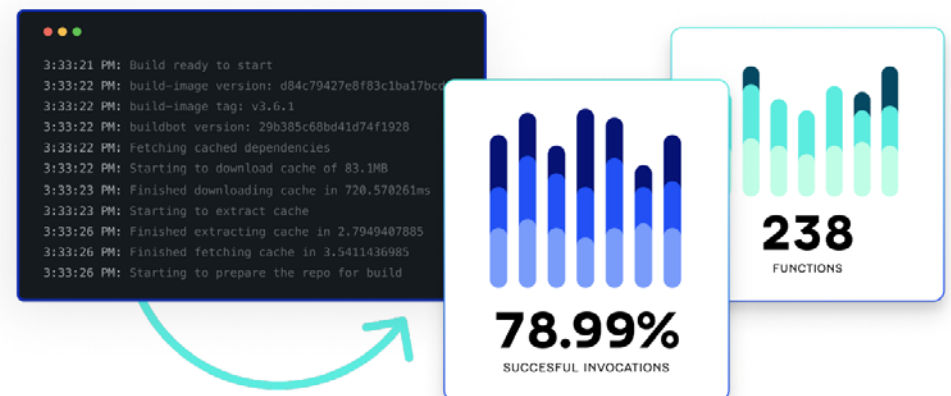 3:33:21 PM: Build ready to start
3:33:22 PM: build-image version: d84c79427e8f83c1ba17bcd
3:33:22 PM: build-image tag: v3.6.1
3:33:22 PM: buildbot version: 29b385c68bd41d74f1928
3:33:22 PM: Fetching cached dependencies
3:33:22 PM: Starting to download cache of 83.1MB
3:33:23 PM: Finished downloading cache in 720.570261ms
3:33:23 PM: Starting to extract cache
3:33:26 PM: Finished extracting cache in 2.7949407885
3:33:26 PM: Finished fetching cache in 3.5411436985
3:33:26 PM: Starting to prepare the repo for build
78.99%
SUCCESFUL INVOCATIONS
238
FUNCTIONS